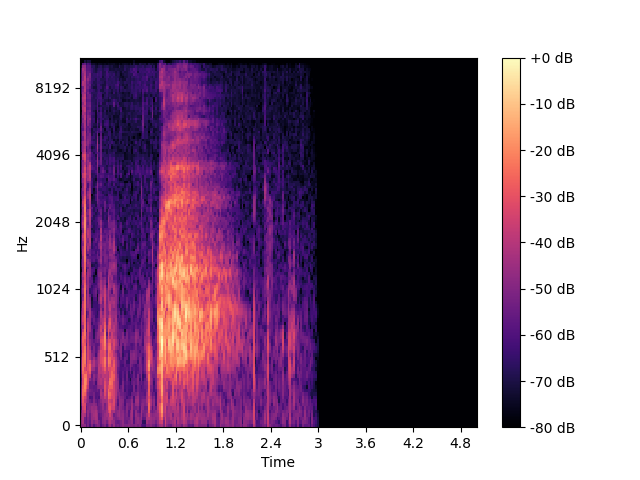 +0 dB
8192
-10 dB
4096
-20 dB
-30 dB
2048
Hz
-40 dB
1024
-50 dB
512
-60 dB
-70 dB
0
-80 dB
0 0.6 1.2 1.8 2.4 3 3.6 4.2 4.8
Time